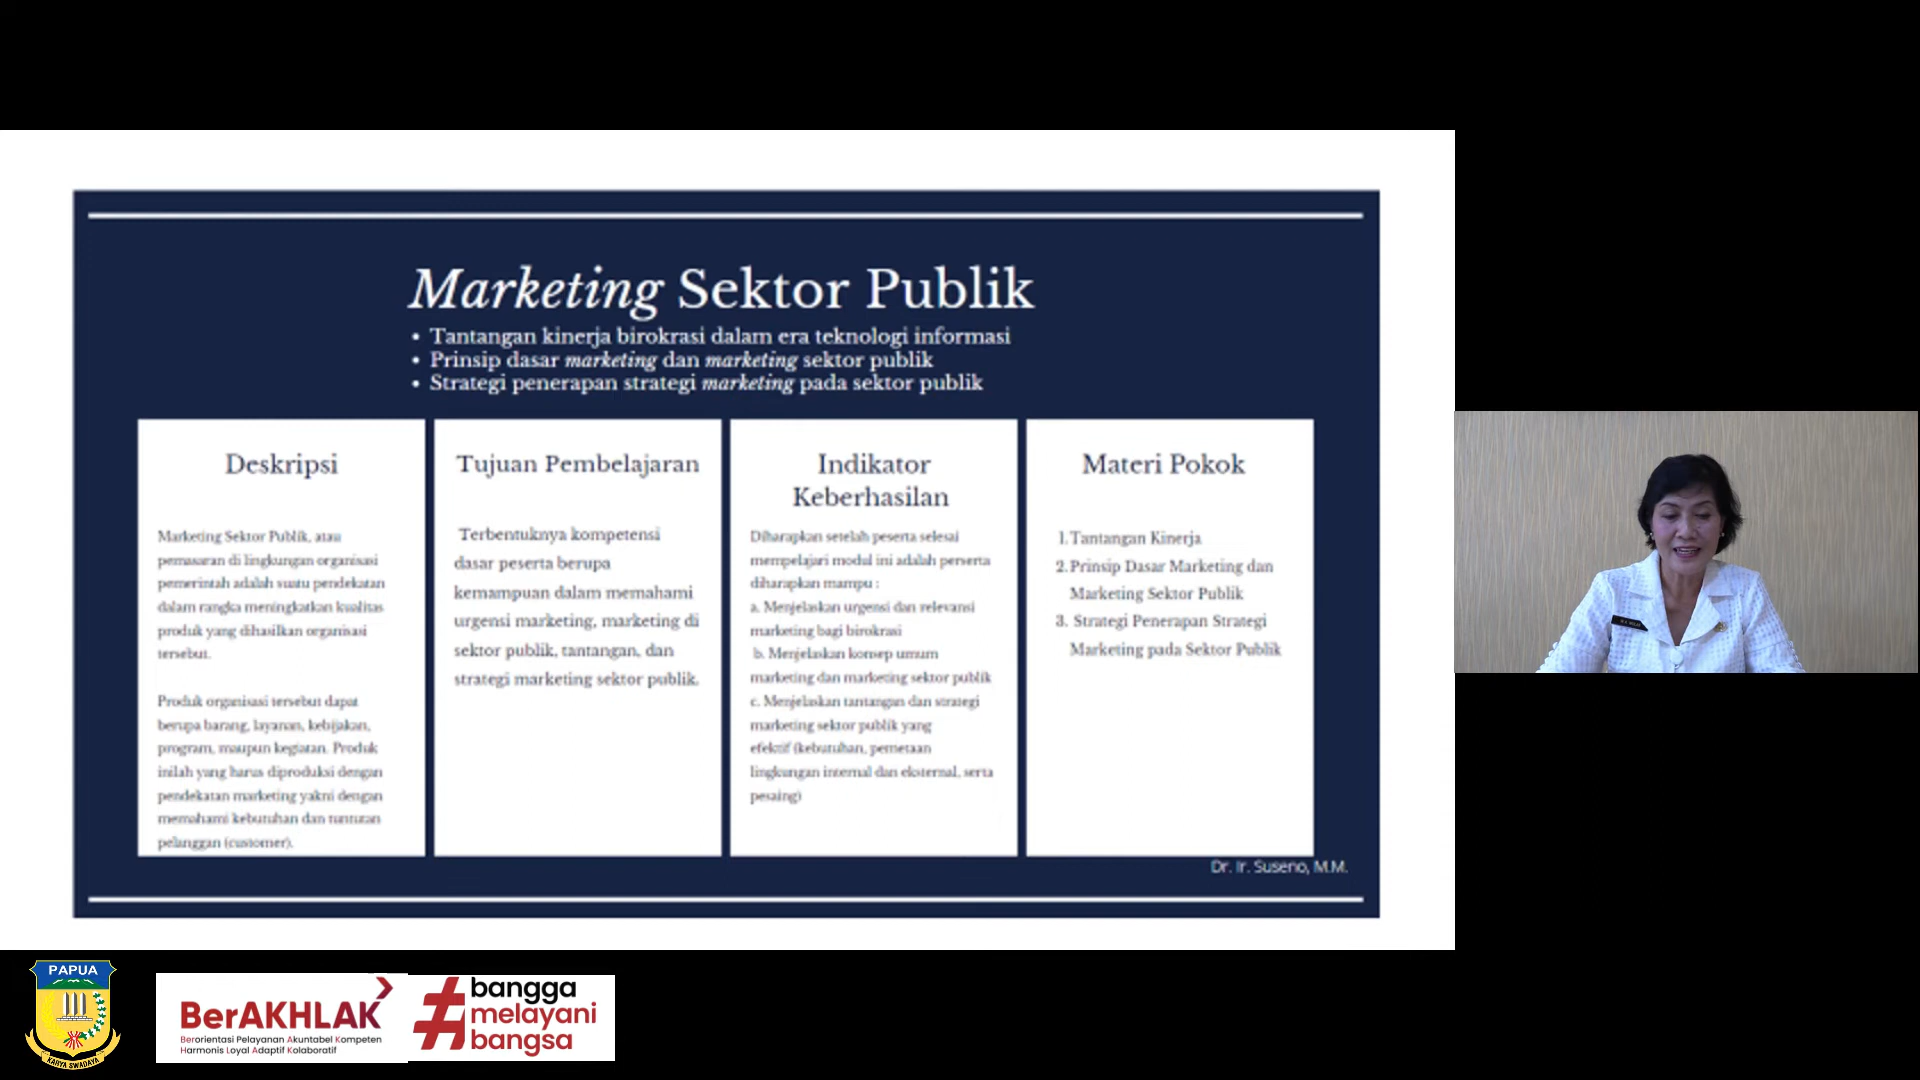 Marketing Sektor Publik
• Tantangan kinerja birokrasi dalam era teknologi informasi
• Prinsip dasar marketing dan marketing sektor publik
• Strategi penerapan strategi marketing pada sektor publik
Deskripsi
Marketing Sektor Publik, atau
pemasaran di lingkungan organisasi
pemerintah adalah suatu pendekatan
dalam rangka meningkatkan kualitas
produk yang dihasilkan organisasi
tersebut.
Produk organisasi tersebut dapat
berupa barang, layanan, kebijakan,
program, maupun kegiatan. Produk
inilah yang harus diproduksi dengan
pendekatan marketing yakni dengan
memahami kebutuhan dan tuntutan
pelanggan (customer).
Tujuan Pembelajaran
Terbentuknya kompetensi
dasar peserta berupa
kemampuan dalam memahami
urgensi marketing, marketing di
sektor publik, tantangan, dan
strategi marketing sektor publik.
Indikator
Keberhasilan
Diharapkan setelah peserta selesai
mempelajari modul ini adalah perserta
diharapkan mampu :
a. Menjelaskan urgensi dan relevansi
marketing bagi birokrasi
b. Menjelaskan konsep umum
marketing dan marketing sektor publik
c. Menjelaskan tantangan dan strategi
marketing sektor publik yang
efektif (kebutuhan, pemetaan
lingkungan internal dan eksternal, serta
pesaing)
Materi Pokok
1. Tantangan Kinerja
2. Prinsip Dasar Marketing dan
Marketing Sektor Publik
3. Strategi Penerapan Strategi
Marketing pada Sektor Publik
Dr. Ir. Suseno, M.M.
PAPUA
KARYA SWADAYA
BerAKHLAK
Berorientasi Pelayanan Akuntabel Kompeten
Harmonis Loyal Adaptif Kolaboratif
#bangga
melayani
bangsa